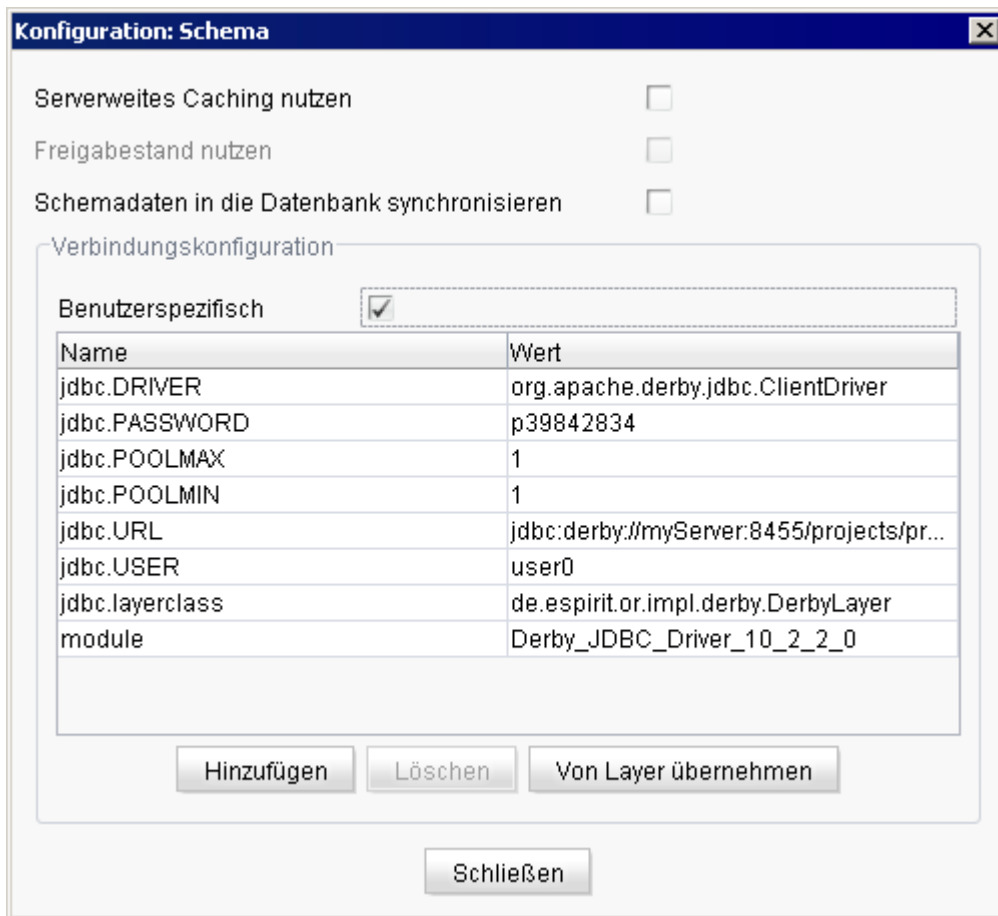 Konfiguration: Schema
Serverweites Caching nutzen
Freigabestand nutzen
Schemadaten in die Datenbank synchronisieren
Verbindungskonfiguration
Benutzerspezifisch
Name Wert
jdbc.DRIVER org.apache.derby.jdbc.ClientDriver
jdbc.PASSWORD p39842834
jdbc.POOLMAX 1
jdbc.POOLMIN 1
jdbc.URL jdbc:derby://myServer:8455/projects/pr...
jdbc.USER user0
jdbc.layerclass de.espirit.or.impl.derby.DerbyLayer
module Derby_JDBC_Driver_10_2_2_0
Hinzufügen Löschen Von Layer übernehmen
Schließen